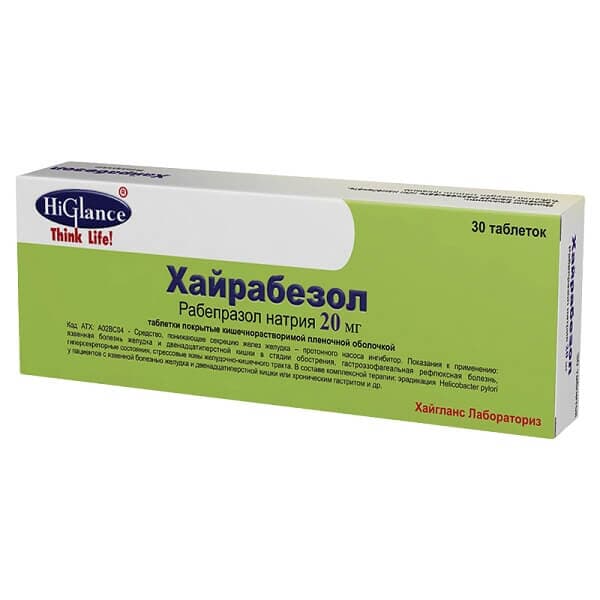 Хайрабезол
HiGlance®
Think Life!
30 таблеток
Хайрабезол
Рабепразол натрия 20 мг
таблетки покрытые кишечнорастворимой пленочной оболочкой
Код АТХ: A02BC04 - Средство, понижающее секрецию желез желудка – протонного насоса ингибитор. Показания к применению:
язвенная болезнь желудка и двенадцатиперстной кишки в стадии обострения, гастроэзофагеальная рефлюксная болезнь,
гиперсекреторные состояния, стрессовые язвы желудочно-кишечного тракта. В составе комплексной терапии: эрадикация Helicobacter pylori
у пациентов с язвенной болезнью желудка и двенадцатиперстной кишки или хроническим гастритом и др.
Хайгланс Лабораториз
Хайрабезол